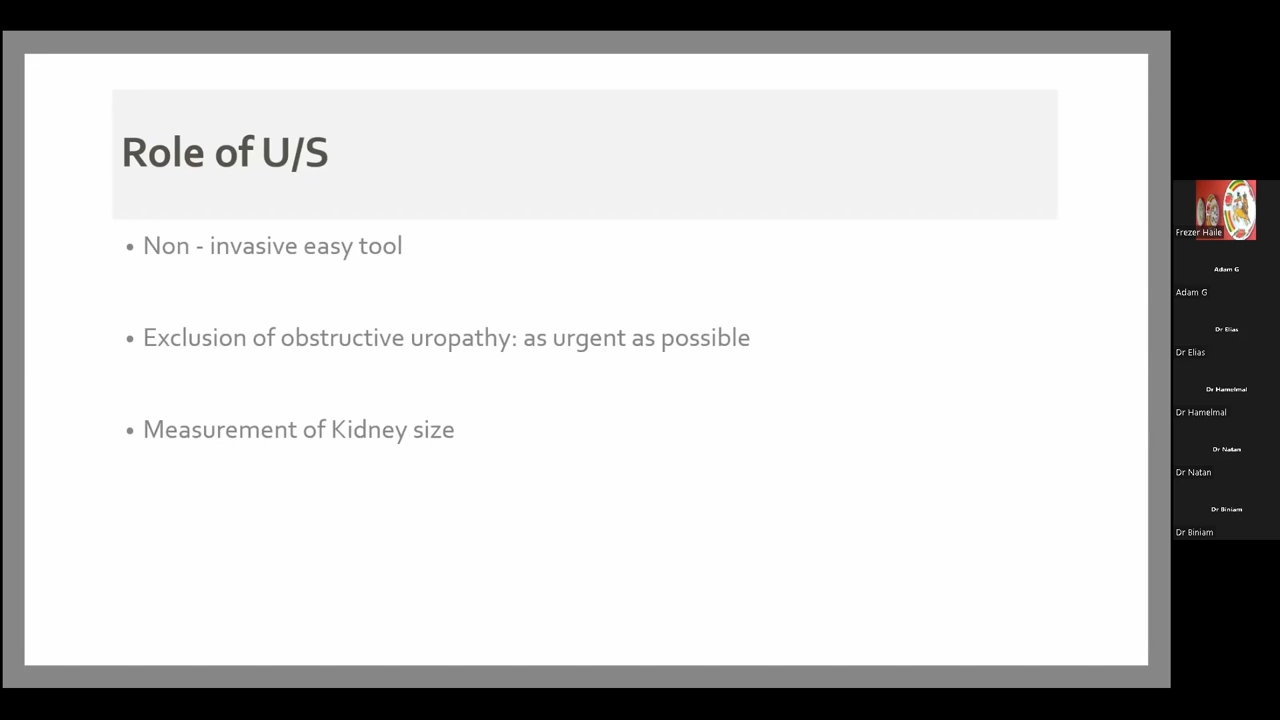 Role of U/S
• Non - invasive easy tool
• Exclusion of obstructive uropathy: as urgent as possible
• Measurement of Kidney size
Frezer Haile
Adam G
Adam G
Dr Elias
Dr Elias
Dr Hamelmal
Dr Hamelmal
Dr Natan
Dr Natan
Dr Biniam
Dr Biniam